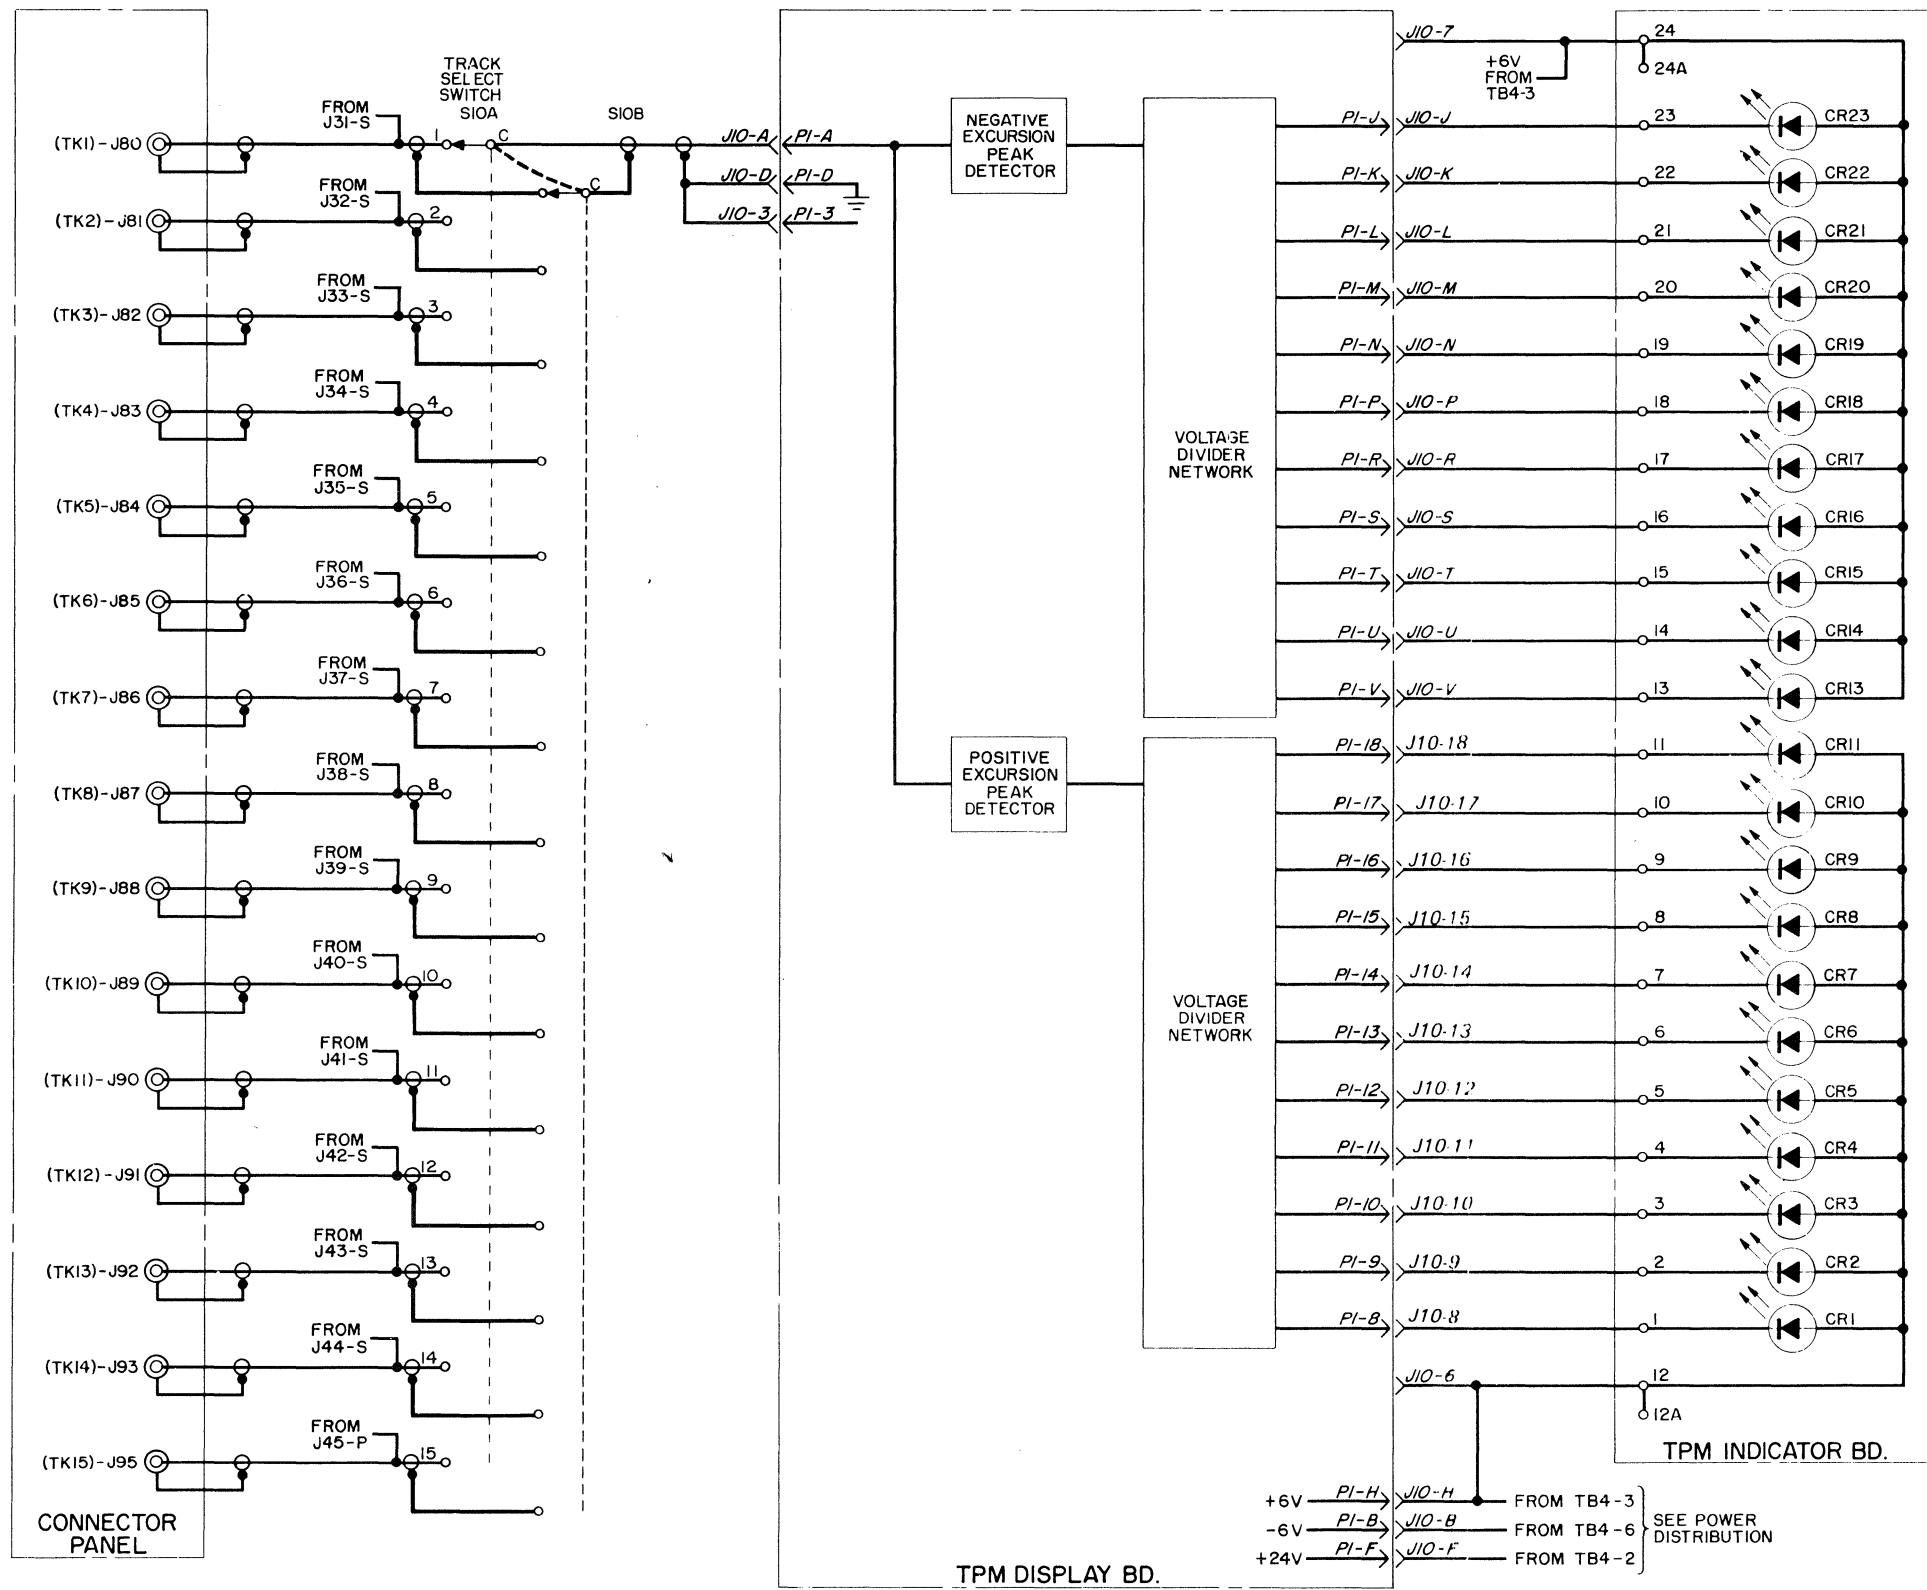 TRACK
SELECT
SWITCH
S10A
S10B
(TK1)-J80
FROM
J31-S
1
C
C
(TK2)-J81
FROM
J32-S
2
(TK3)-J82
FROM
J33-S
3
(TK4)-J83
FROM
J34-S
4
(TK5)-J84
FROM
J35-S
5
(TK6)-J85
FROM
J36-S
6
(TK7)-J86
FROM
J37-S
7
(TK8)-J87
FROM
J38-S
8
(TK9)-J88
FROM
J39-S
9
(TK10)-J89
FROM
J40-S
10
(TK11)-J90
FROM
J41-S
11
(TK12)-J91
FROM
J42-S
12
(TK13)-J92
FROM
J43-S
13
(TK14)-J93
FROM
J44-S
14
(TK15)-J95
FROM
J45-P
15
CONNECTOR
PANEL
J10-A P1-A
J10-D P1-D
J10-3 P1-3
NEGATIVE
EXCURSION
PEAK
DETECTOR
VOLTAGE
DIVIDER
NETWORK
POSITIVE
EXCURSION
PEAK
DETECTOR
VOLTAGE
DIVIDER
NETWORK
J10-7 24
+6V
FROM
TB4-3
24A
P1-J J10-J 23 CR23
P1-K J10-K 22 CR22
P1-L J10-L 21 CR21
P1-M J10-M 20 CR20
P1-N J10-N 19 CR19
P1-P J10-P 18 CR18
P1-R J10-R 17 CR17
P1-S J10-S 16 CR16
P1-T J10-T 15 CR15
P1-U J10-U 14 CR14
P1-V J10-V 13 CR13
P1-18 J10-18 11 CR11
P1-17 J10-17 10 CR10
P1-16 J10-16 9 CR9
P1-15 J10-15 8 CR8
P1-14 J10-14 7 CR7
P1-13 J10-13 6 CR6
P1-12 J10-12 5 CR5
P1-11 J10-11 4 CR4
P1-10 J10-10 3 CR3
P1-9 J10-9 2 CR2
P1-8 J10-8 1 CR1
J10-6 12
12A
TPM INDICATOR BD.
+6V P1-H J10-H FROM TB4-3
-6V P1-B J10-B FROM TB4-6
+24V P1-F J10-F FROM TB4-2
SEE POWER
DISTRIBUTION
TPM DISPLAY BD.